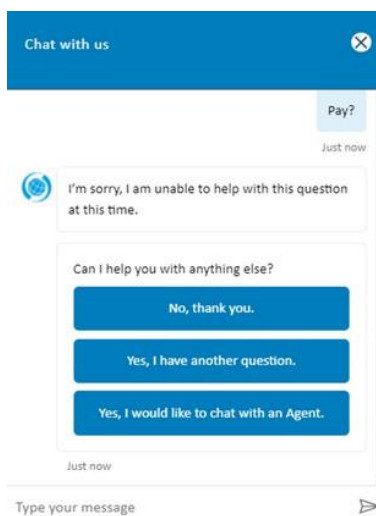 Chat with us
Pay?
Just now
I'm sorry, I am unable to help with this question
at this time.
Can I help you with anything else?
No, thank you.
Yes, I have another question.
Yes, I would like to chat with an Agent.
Just now
Type your message